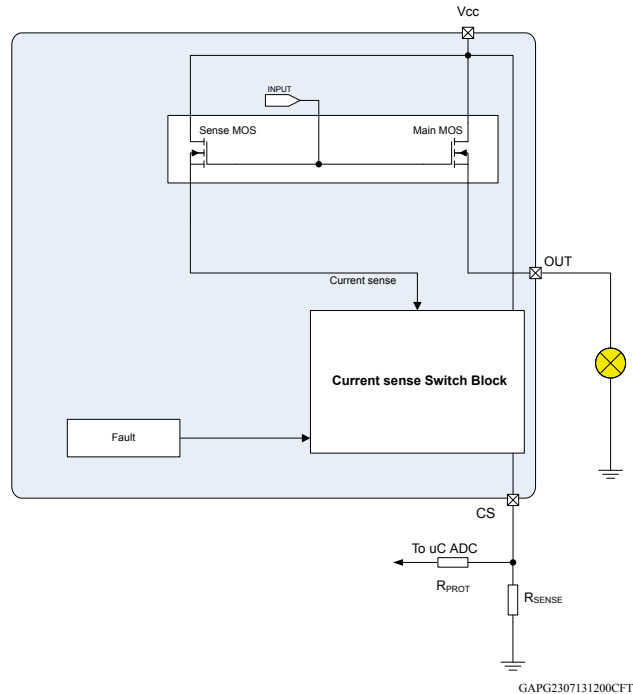 Vcc
INPUT
Sense MOS
Main MOS
OUT
Current sense
Current sense Switch Block
Fault
CS
To uC ADC
RPROT
RSENSE
GAPG2307131200CFT